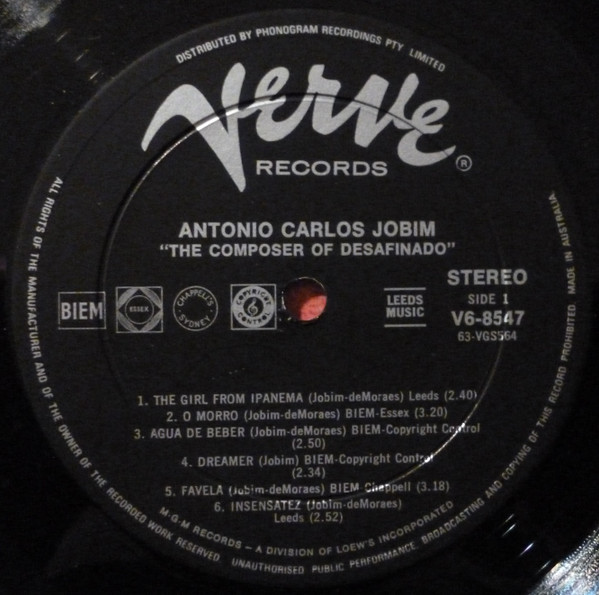 DISTRIBUTED BY PHONOGRAM RECORDINGS PTY. LIMITED
Verve
RECORDS
®
ANTONIO CARLOS JOBIM
"THE COMPOSER OF DESAFINADO"
BIEM
ESSEX
CHAPPELL'S
SYDNEY
COPYRIGHT
CONTROL
LEEDS
MUSIC
STEREO
SIDE 1
V6-8547
63-VGS564
1. THE GIRL FROM IPANEMA (Jobim-deMoraes) Leeds (2.40)
2. O MORRO (Jobim-deMoraes) BIEM-Essex (3.20)
3. AGUA DE BEBER (Jobim-deMoraes) BIEM-Copyright Control
(2.50)
4. DREAMER (Jobim) BIEM-Copyright Control
(2.34)
5. FAVELA (Jobim-deMoraes) BIEM-Chappell (3.18)
6. INSENSATEZ (Jobim-deMoraes)
Leeds (2.52)
M-G-M RECORDS – A DIVISION OF LOEW'S INCORPORATED
ALL RIGHTS OF THE MANUFACTURER AND OF THE OWNER OF THE RECORDED WORK RESERVED. UNAUTHORISED PUBLIC PERFORMANCE, BROADCASTING AND COPYING OF THIS RECORD PROHIBITED. MADE IN AUSTRALIA.